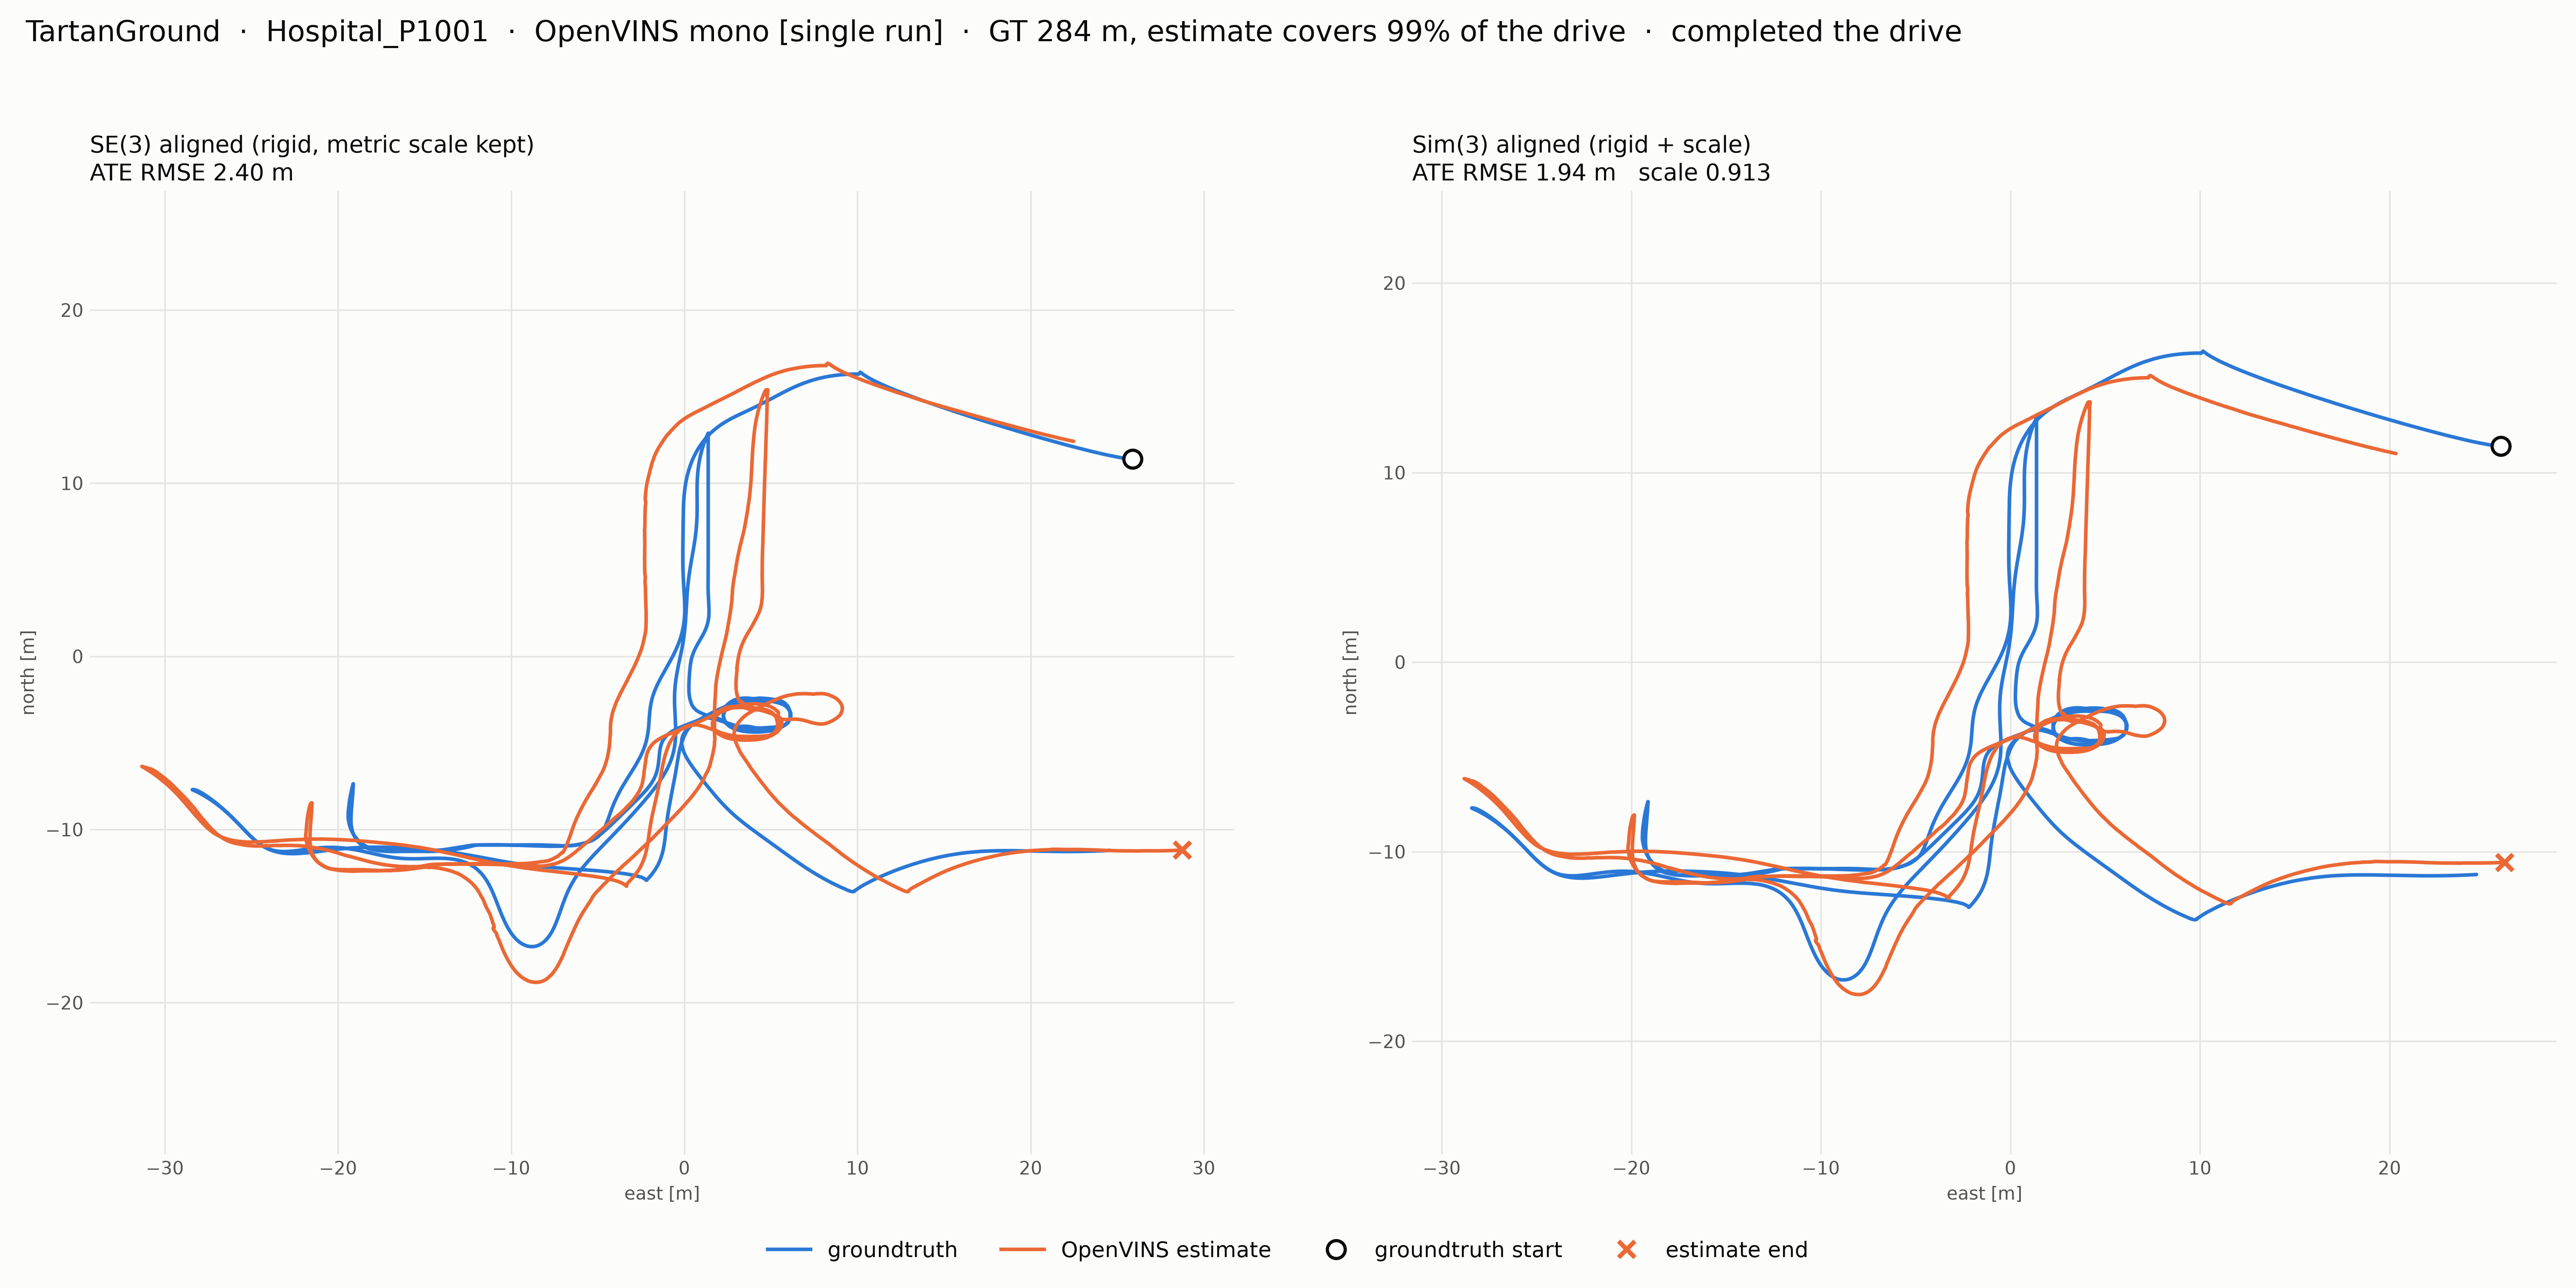 TartanGround · Hospital_P1001 · OpenVINS mono [single run] · GT 284 m, estimate covers 99% of the drive · completed the drive
SE(3) aligned (rigid, metric scale kept)
ATE RMSE 2.40 m
20
10
0
−10
−20
north [m]
−30
−20
−10
0
10
20
30
east [m]
Sim(3) aligned (rigid + scale)
ATE RMSE 1.94 m   scale 0.913
20
10
0
−10
−20
north [m]
−30
−20
−10
0
10
20
east [m]
groundtruth
OpenVINS estimate
groundtruth start
estimate end